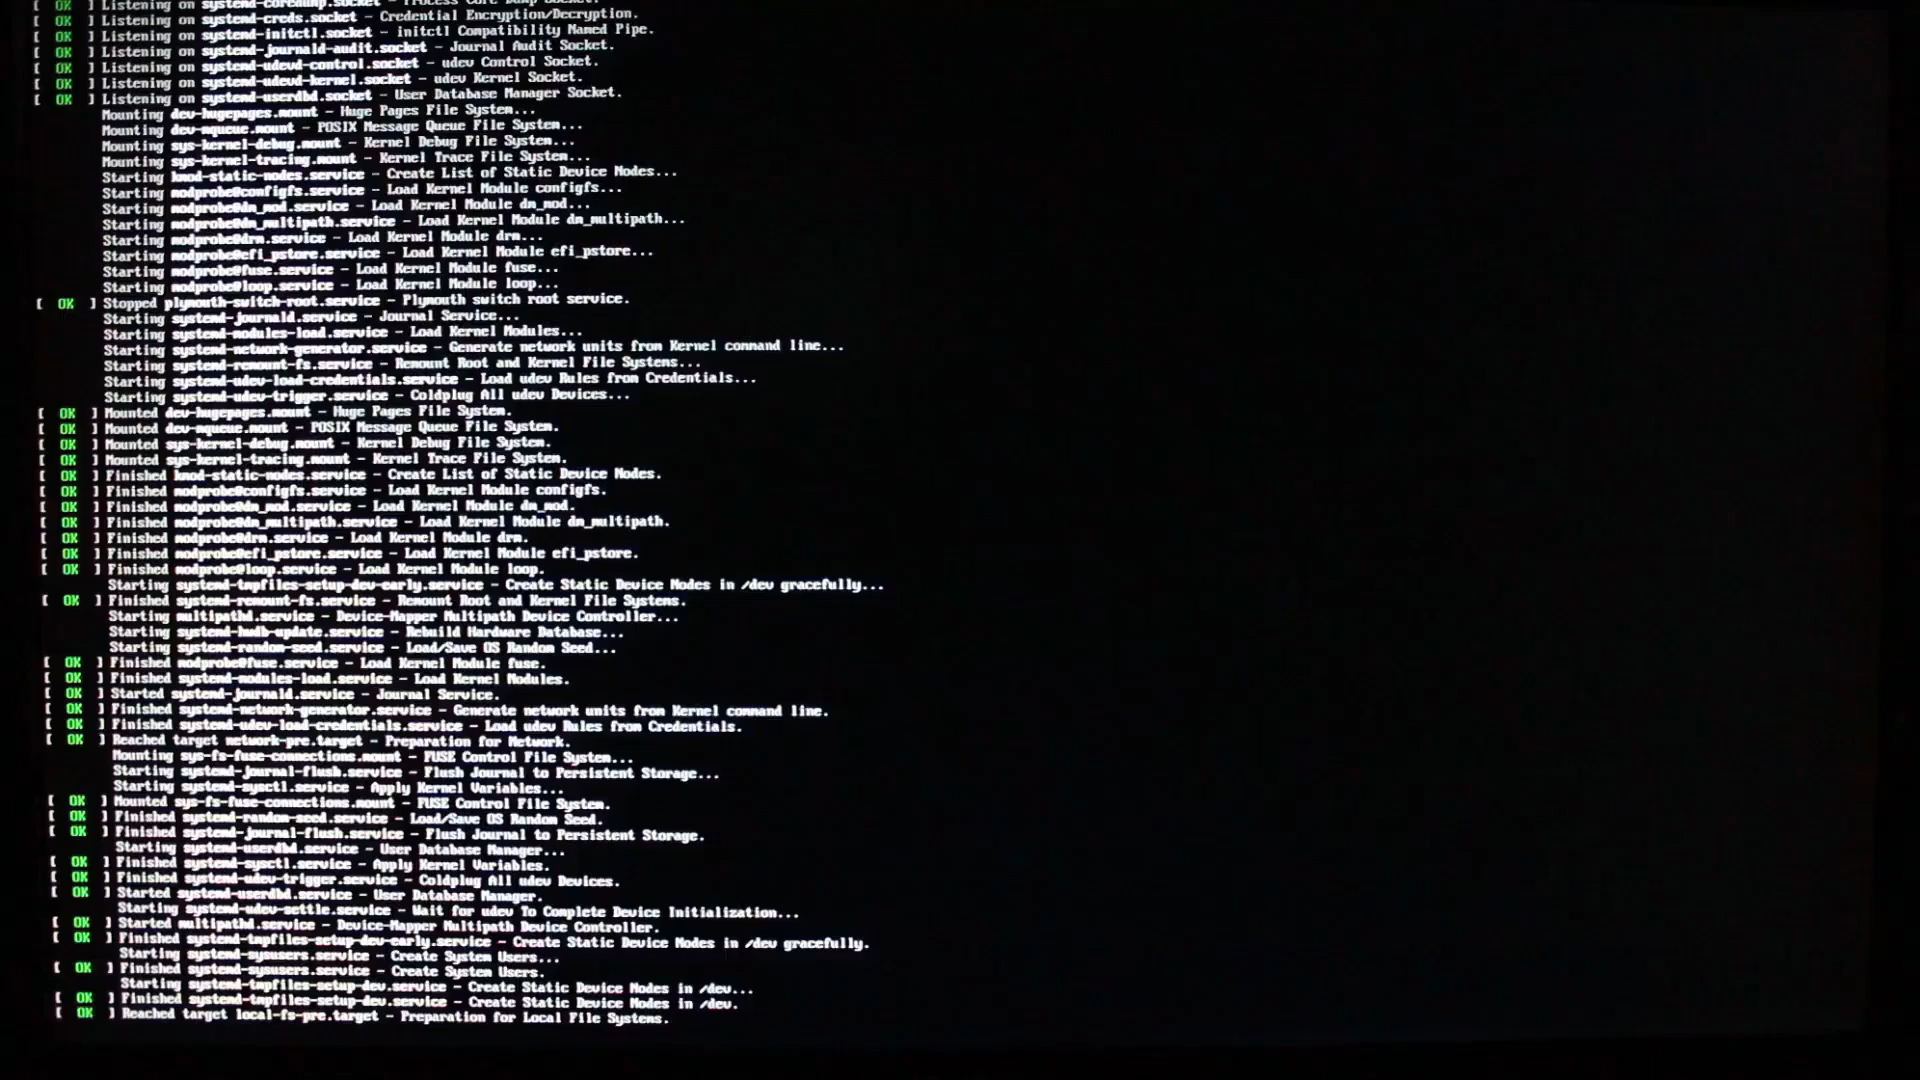 [ OK ] Listening on systemd-coredump.socket - Process Core Dump Socket.
[ OK ] Listening on systemd-creds.socket - Credential Encryption/Decryption.
[ OK ] Listening on systemd-initctl.socket - initctl Compatibility Named Pipe.
[ OK ] Listening on systemd-journald-audit.socket - Journal Audit Socket.
[ OK ] Listening on systemd-udevd-control.socket - udev Control Socket.
[ OK ] Listening on systemd-udevd-kernel.socket - udev Kernel Socket.
[ OK ] Listening on systemd-userdbd.socket - User Database Manager Socket.
Mounting dev-hugepages.mount - Huge Pages File System...
Mounting dev-mqueue.mount - POSIX Message Queue File System...
Mounting sys-kernel-debug.mount - Kernel Debug File System...
Mounting sys-kernel-tracing.mount - Kernel Trace File System...
Starting kmod-static-nodes.service - Create List of Static Device Nodes...
Starting modprobe@configfs.service - Load Kernel Module configfs...
Starting modprobe@dm_mod.service - Load Kernel Module dm_mod...
Starting modprobe@dm_multipath.service - Load Kernel Module dm_multipath...
Starting modprobe@drm.service - Load Kernel Module drm...
Starting modprobe@efi_pstore.service - Load Kernel Module efi_pstore...
Starting modprobe@fuse.service - Load Kernel Module fuse...
Starting modprobe@loop.service - Load Kernel Module loop...
[ OK ] Stopped plymouth-switch-root.service - Plymouth switch root service.
Starting systemd-journald.service - Journal Service...
Starting systemd-modules-load.service - Load Kernel Modules...
Starting systemd-network-generator.service - Generate network units from Kernel command line...
Starting systemd-remount-fs.service - Remount Root and Kernel File Systems...
Starting systemd-udev-load-credentials.service - Load udev Rules from Credentials...
Starting systemd-udev-trigger.service - Coldplug All udev Devices...
[ OK ] Mounted dev-hugepages.mount - Huge Pages File System.
[ OK ] Mounted dev-mqueue.mount - POSIX Message Queue File System.
[ OK ] Mounted sys-kernel-debug.mount - Kernel Debug File System.
[ OK ] Mounted sys-kernel-tracing.mount - Kernel Trace File System.
[ OK ] Finished kmod-static-nodes.service - Create List of Static Device Nodes.
[ OK ] Finished modprobe@configfs.service - Load Kernel Module configfs.
[ OK ] Finished modprobe@dm_mod.service - Load Kernel Module dm_mod.
[ OK ] Finished modprobe@dm_multipath.service - Load Kernel Module dm_multipath.
[ OK ] Finished modprobe@drm.service - Load Kernel Module drm.
[ OK ] Finished modprobe@efi_pstore.service - Load Kernel Module efi_pstore.
[ OK ] Finished modprobe@loop.service - Load Kernel Module loop.
Starting systemd-tmpfiles-setup-dev-early.service - Create Static Device Nodes in /dev gracefully...
[ OK ] Finished systemd-remount-fs.service - Remount Root and Kernel File Systems.
Starting multipathd.service - Device-Mapper Multipath Device Controller...
Starting systemd-hwdb-update.service - Rebuild Hardware Database...
Starting systemd-random-seed.service - Load/Save OS Random Seed...
[ OK ] Finished modprobe@fuse.service - Load Kernel Module fuse.
[ OK ] Finished systemd-modules-load.service - Load Kernel Modules.
[ OK ] Started systemd-journald.service - Journal Service.
[ OK ] Finished systemd-network-generator.service - Generate network units from Kernel command line.
[ OK ] Finished systemd-udev-load-credentials.service - Load udev Rules from Credentials.
[ OK ] Reached target network-pre.target - Preparation for Network.
Mounting sys-fs-fuse-connections.mount - FUSE Control File System...
Starting systemd-journal-flush.service - Flush Journal to Persistent Storage...
Starting systemd-sysctl.service - Apply Kernel Variables...
[ OK ] Mounted sys-fs-fuse-connections.mount - FUSE Control File System.
[ OK ] Finished systemd-random-seed.service - Load/Save OS Random Seed.
[ OK ] Finished systemd-journal-flush.service - Flush Journal to Persistent Storage.
Starting systemd-userdbd.service - User Database Manager...
[ OK ] Finished systemd-sysctl.service - Apply Kernel Variables.
[ OK ] Finished systemd-udev-trigger.service - Coldplug All udev Devices.
[ OK ] Started systemd-userdbd.service - User Database Manager.
Starting systemd-udev-settle.service - Wait for udev To Complete Device Initialization...
[ OK ] Started multipathd.service - Device-Mapper Multipath Device Controller.
[ OK ] Finished systemd-tmpfiles-setup-dev-early.service - Create Static Device Nodes in /dev gracefully.
Starting systemd-sysusers.service - Create System Users...
[ OK ] Finished systemd-sysusers.service - Create System Users.
Starting systemd-tmpfiles-setup-dev.service - Create Static Device Nodes in /dev...
[ OK ] Finished systemd-tmpfiles-setup-dev.service - Create Static Device Nodes in /dev.
[ OK ] Reached target local-fs-pre.target - Preparation for Local File Systems.